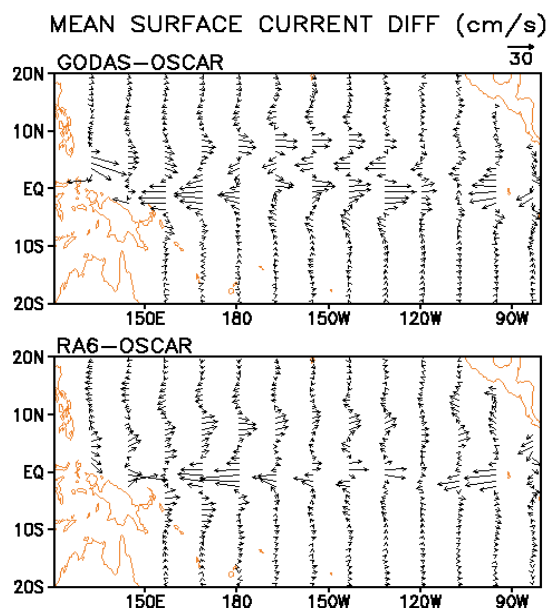 MEAN SURFACE CURRENT DIFF (cm/s)
GODAS-OSCAR
30
20N
10N
EQ
10S
20S
150E 180 150W 120W 90W
RA6-OSCAR
20N
10N
EQ
10S
20S
150E 180 150W 120W 90W